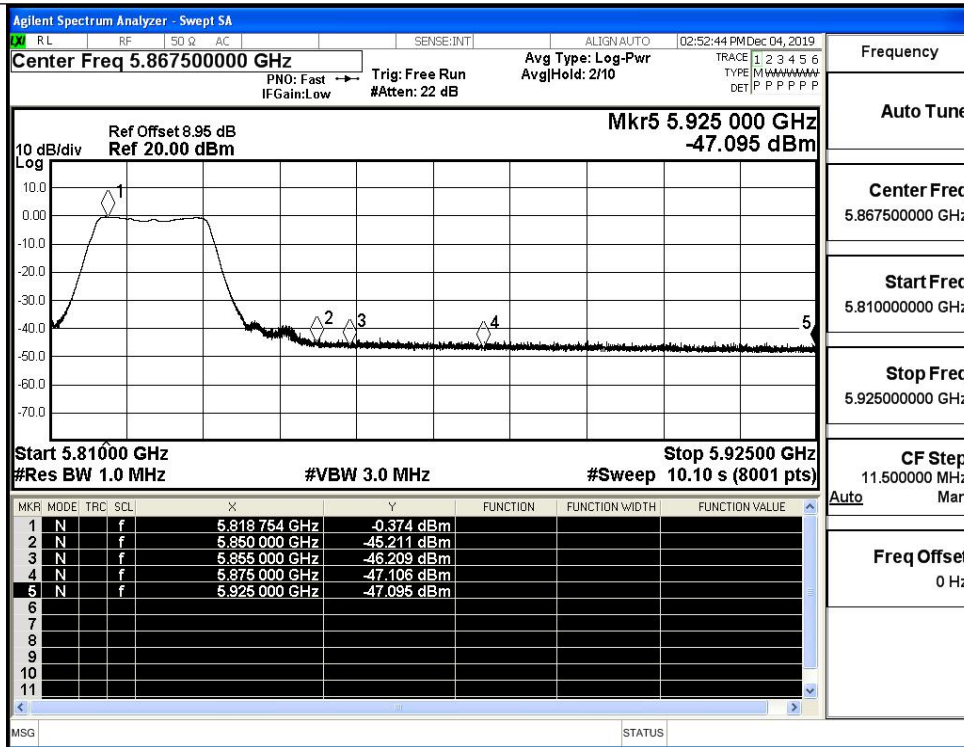 Agilent Spectrum Analyzer - Swept SA
LXI RL RF 50 Ω AC SENSE:INT ALIGN AUTO 02:52:44 PM Dec 04, 2019
Center Freq 5.867500000 GHz
PNO: Fast
IFGain:Low
Trig: Free Run
#Atten: 22 dB
Avg Type: Log-Pwr
Avg|Hold: 2/10
TRACE 1 2 3 4 5 6
TYPE M WWWWW
DET P P P P P P
Mkr5 5.925 000 GHz
-47.095 dBm
Ref Offset 8.95 dB
10 dB/div Ref 20.00 dBm
Log
10.0
0.00
-10.0
-20.0
-30.0
-40.0
-50.0
-60.0
-70.0
1
2
3
4
5
Start 5.81000 GHz Stop 5.92500 GHz
#Res BW 1.0 MHz #VBW 3.0 MHz #Sweep 10.10 s (8001 pts)
MKR MODE TRC SCL X Y FUNCTION FUNCTION WIDTH FUNCTION VALUE
1 N f 5.818 754 GHz -0.374 dBm
2 N f 5.850 000 GHz -45.211 dBm
3 N f 5.855 000 GHz -46.209 dBm
4 N f 5.875 000 GHz -47.106 dBm
5 N f 5.925 000 GHz -47.095 dBm
6
7
8
9
10
11
MSG STATUS
Frequency
Auto Tune
Center Freq
5.867500000 GHz
Start Freq
5.810000000 GHz
Stop Freq
5.925000000 GHz
CF Step
11.500000 MHz
Auto Man
Freq Offset
0 Hz